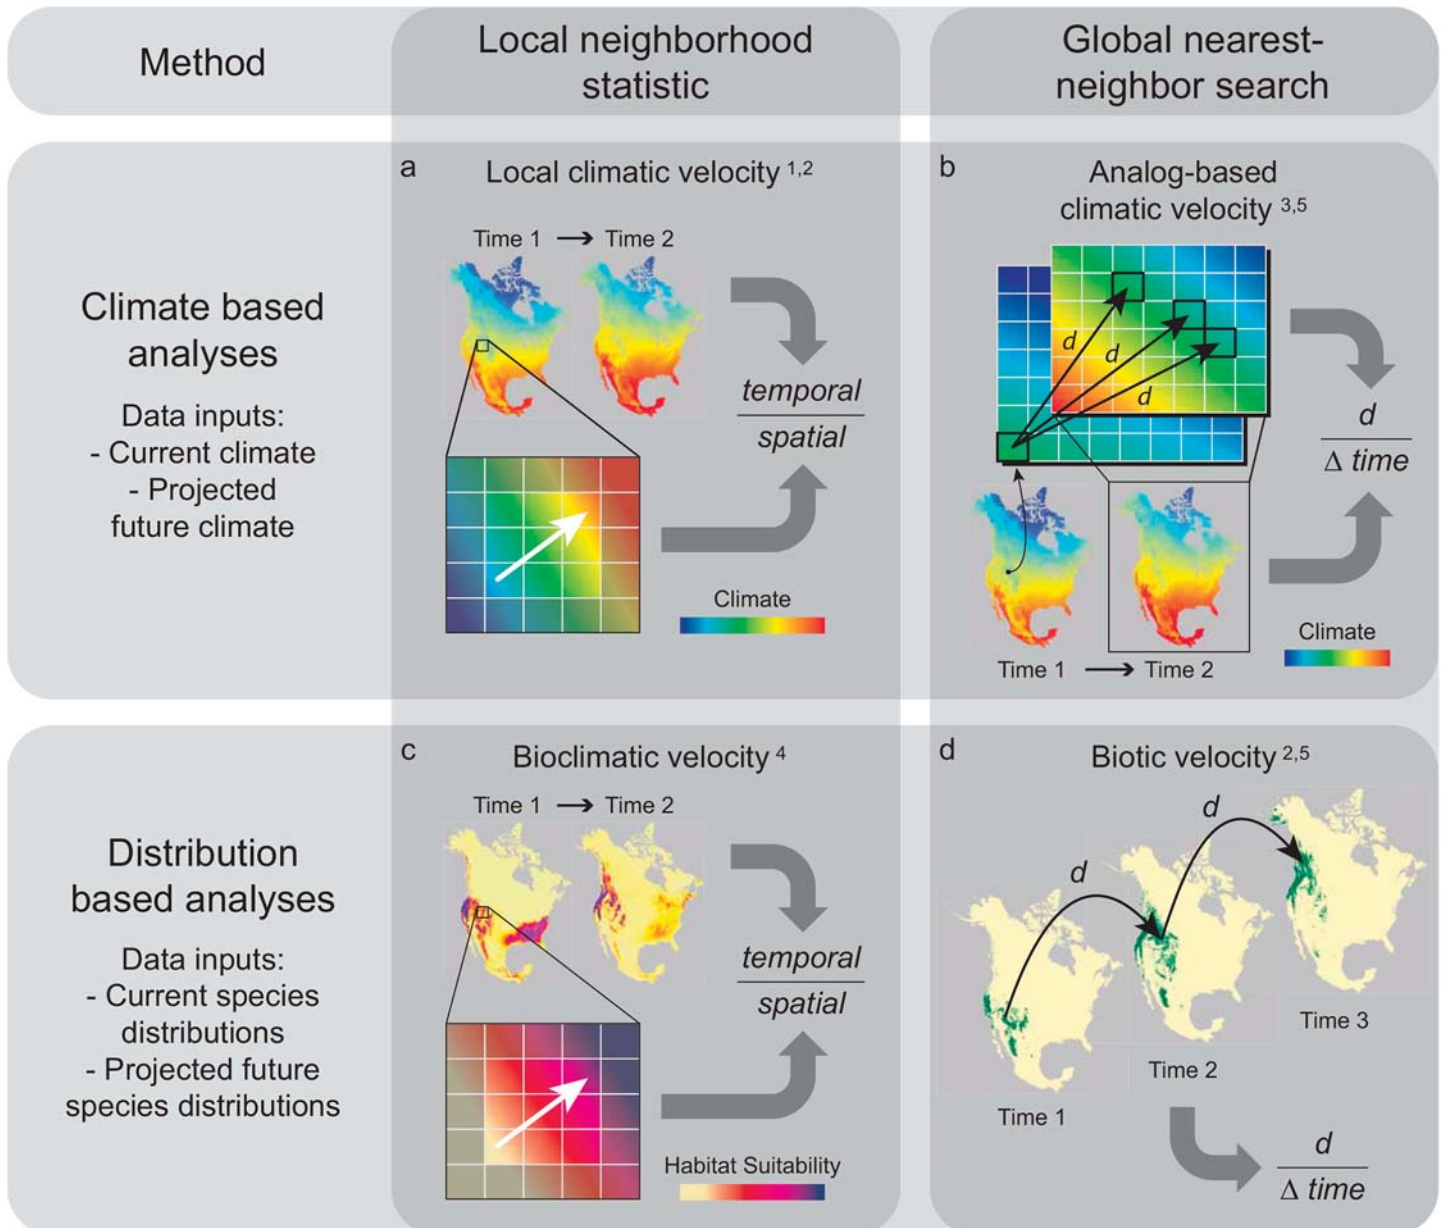 Method
Local neighborhood
statistic
Global nearest-
neighbor search
Climate based
analyses
Data inputs:
- Current climate
- Projected
future climate
a
Local climatic velocity 1,2
Time 1 → Time 2
temporal
spatial
Climate
b
Analog-based
climatic velocity 3,5
d
d
d
d
Δ time
Climate
Time 1 → Time 2
Distribution
based analyses
Data inputs:
- Current species
distributions
- Projected future
species distributions
c
Bioclimatic velocity 4
Time 1 → Time 2
temporal
spatial
Habitat Suitability
d
Biotic velocity 2,5
d
d
Time 3
Time 2
Time 1
d
Δ time